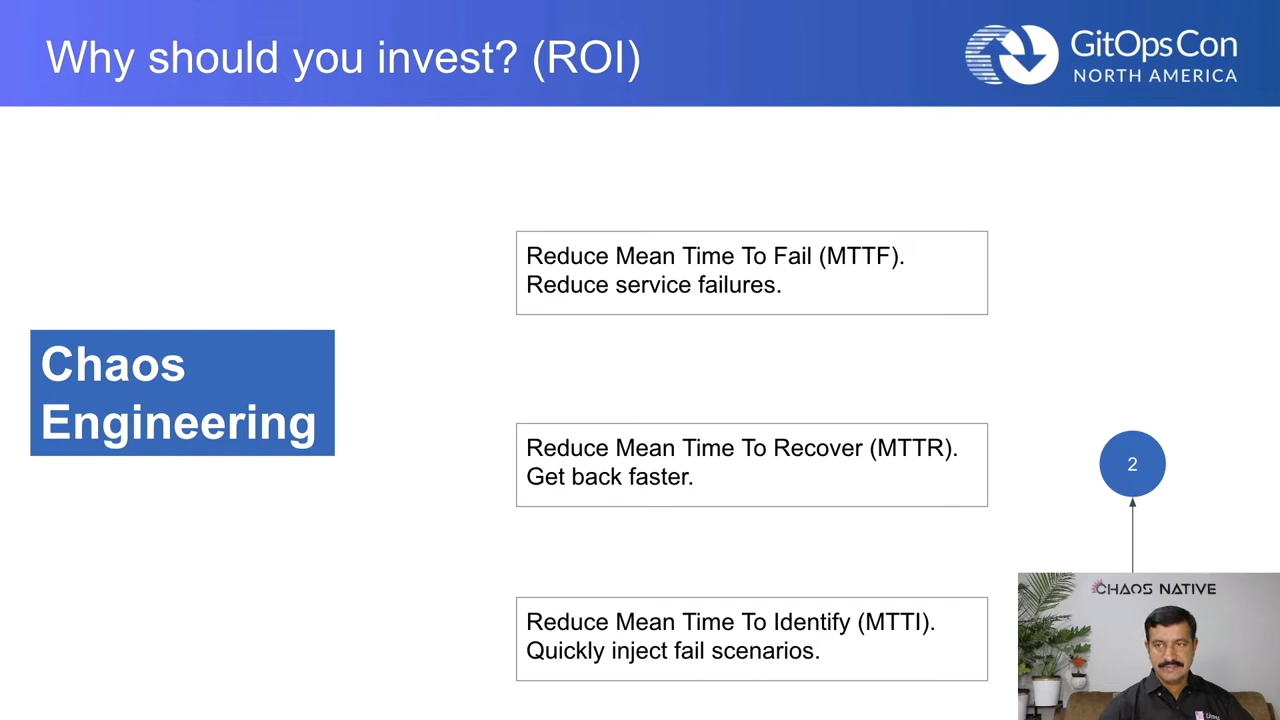 Why should you invest? (ROI)
GitOpsCon
NORTH AMERICA
Reduce Mean Time To Fail (MTTF).
Reduce service failures.
Chaos
Engineering
Reduce Mean Time To Recover (MTTR).
Get back faster.
2
Reduce Mean Time To Identify (MTTI).
Quickly inject fail scenarios.
CHAOS NATIVE